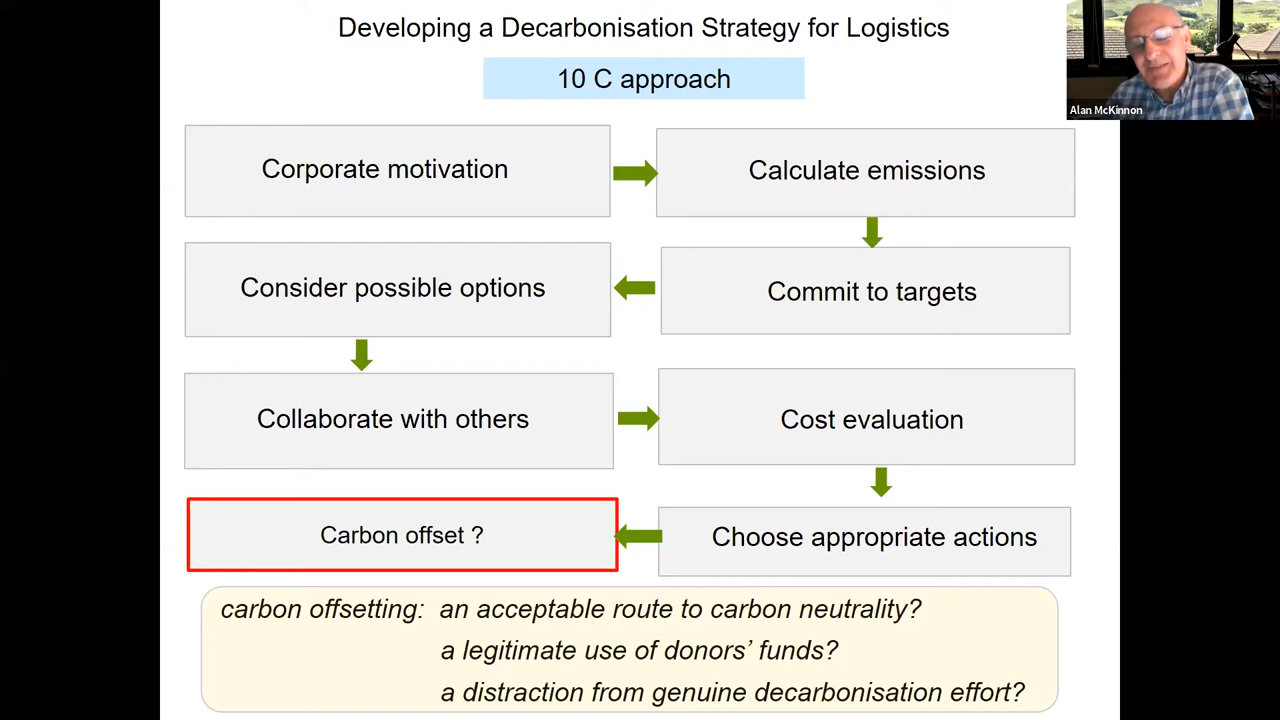 Developing a Decarbonisation Strategy for Logistics
10 C approach
Alan McKinnon
Corporate motivation
Calculate emissions
Consider possible options
Commit to targets
Collaborate with others
Cost evaluation
Carbon offset ?
Choose appropriate actions
carbon offsetting: an acceptable route to carbon neutrality?
a legitimate use of donors’ funds?
a distraction from genuine decarbonisation effort?